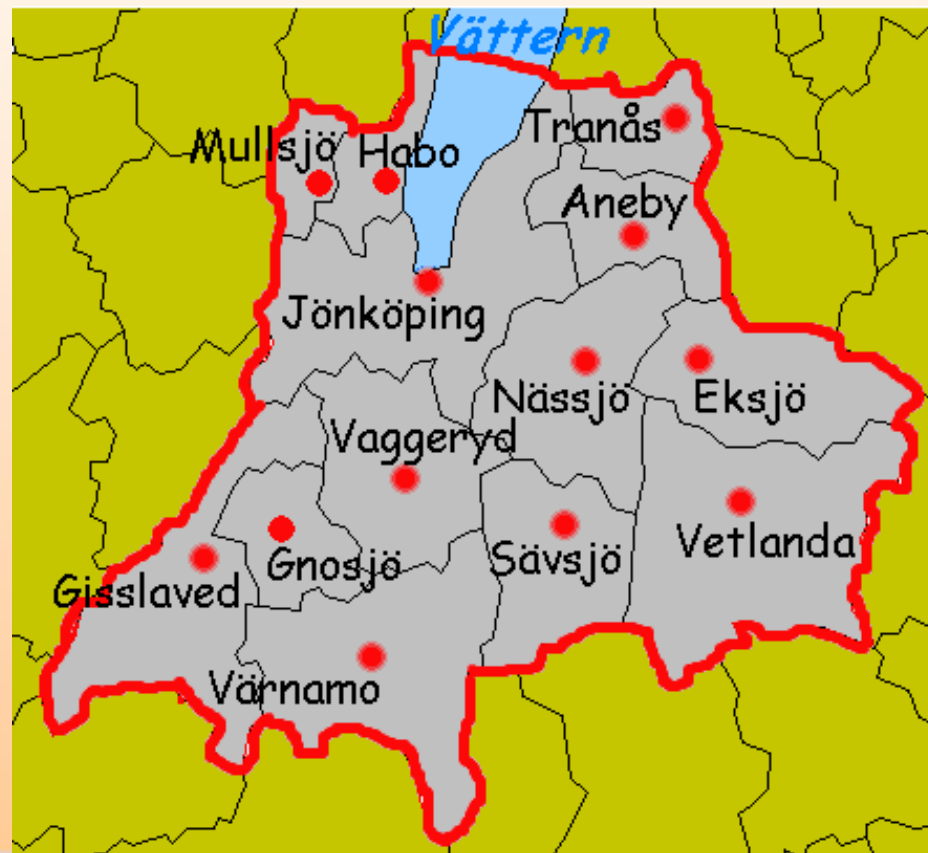 Vättern
Tranås
Mullsjö
Habo
Aneby
Jönköping
Nässjö
Eksjö
Vaggeryd
Vetlanda
Sävsjö
Gnosjö
Gisslaved
Värnamo